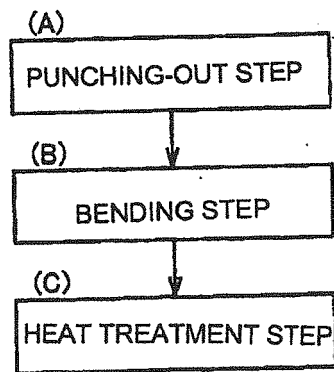 (A)
PUNCHING-OUT STEP
(B)
BENDING STEP
(C)
HEAT TREATMENT STEP